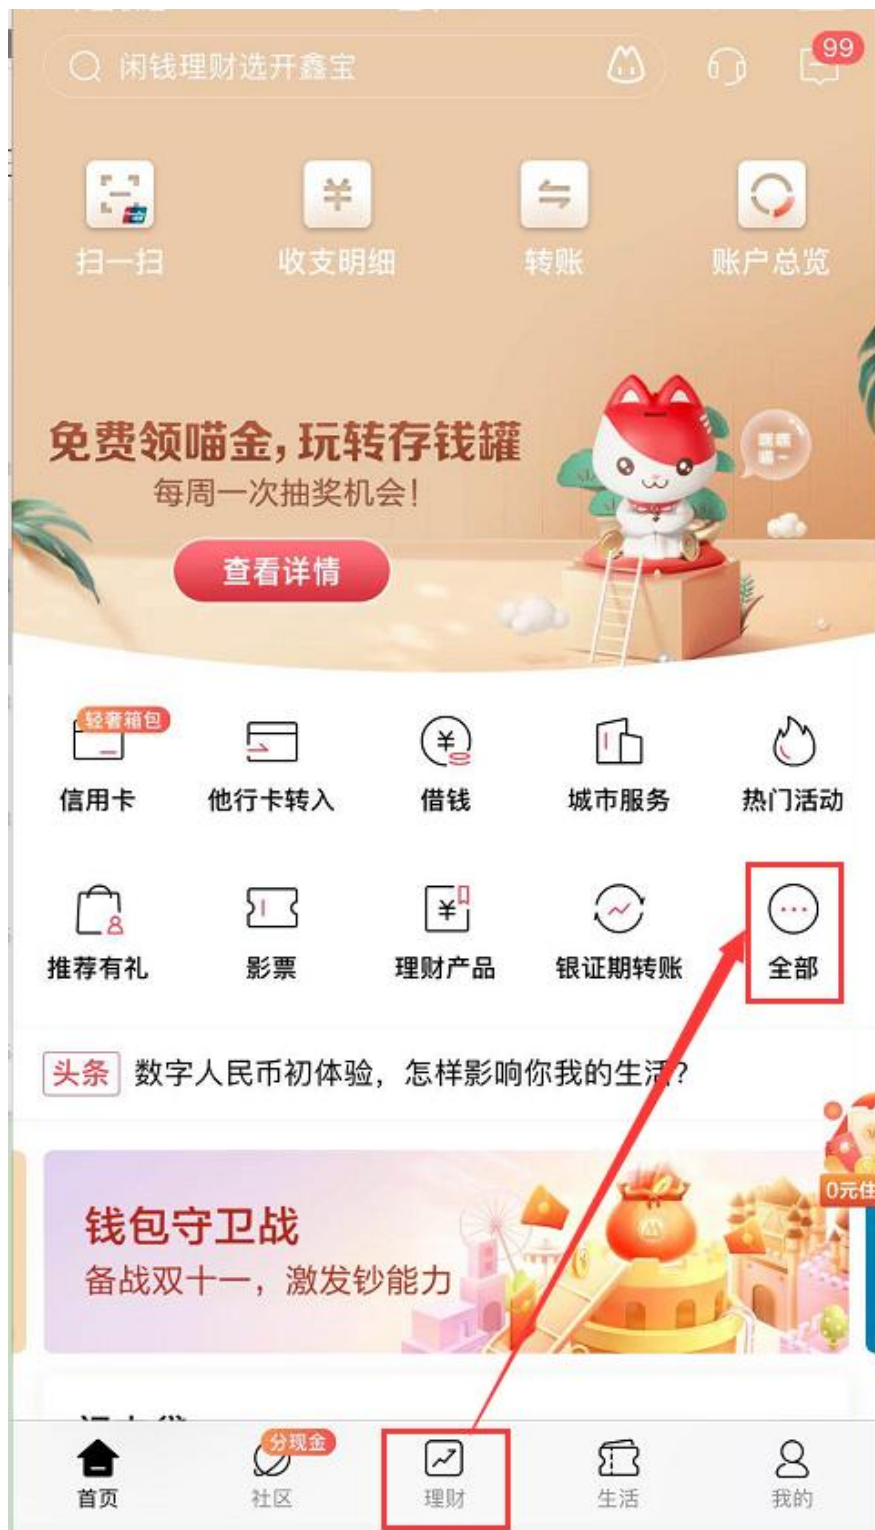 闲钱理财选开鑫宝
99
扫一扫
收支明细
转账
账户总览
免费领喵金，玩转存钱罐
每周一次抽奖机会！
查看详情
轻奢箱包
信用卡
他行卡转入
借钱
城市服务
热门活动
推荐有礼
影票
理财产品
银证期转账
全部
头条 数字人民币初体验，怎样影响你我的生活？
0元住
钱包守卫战
备战双十一，激发钞能力
分现金
首页
社区
理财
生活
我的